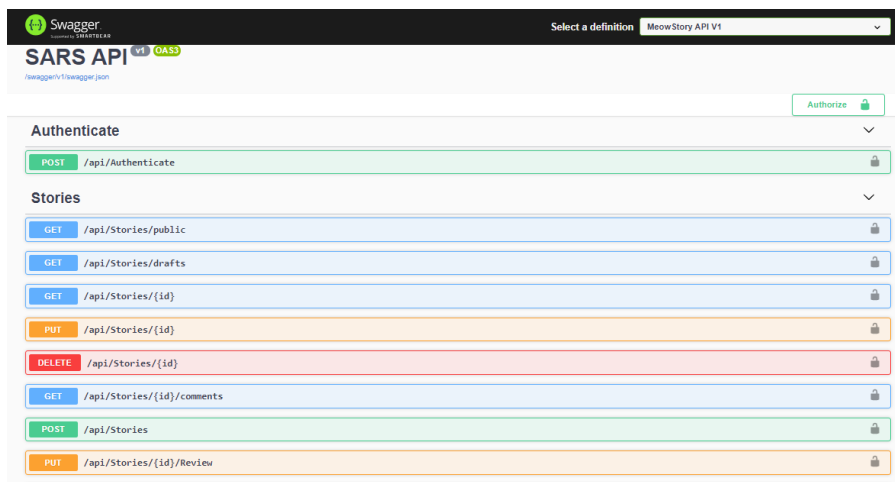 Swagger.
Supported by SMARTBEAR
Select a definition
MeowStory API V1
SARS API v1 OAS3
/swagger/v1/swagger.json
Authorize
Authenticate
POST /api/Authenticate
Stories
GET /api/Stories/public
GET /api/Stories/drafts
GET /api/Stories/{id}
PUT /api/Stories/{id}
DELETE /api/Stories/{id}
GET /api/Stories/{id}/comments
POST /api/Stories
PUT /api/Stories/{id}/Review